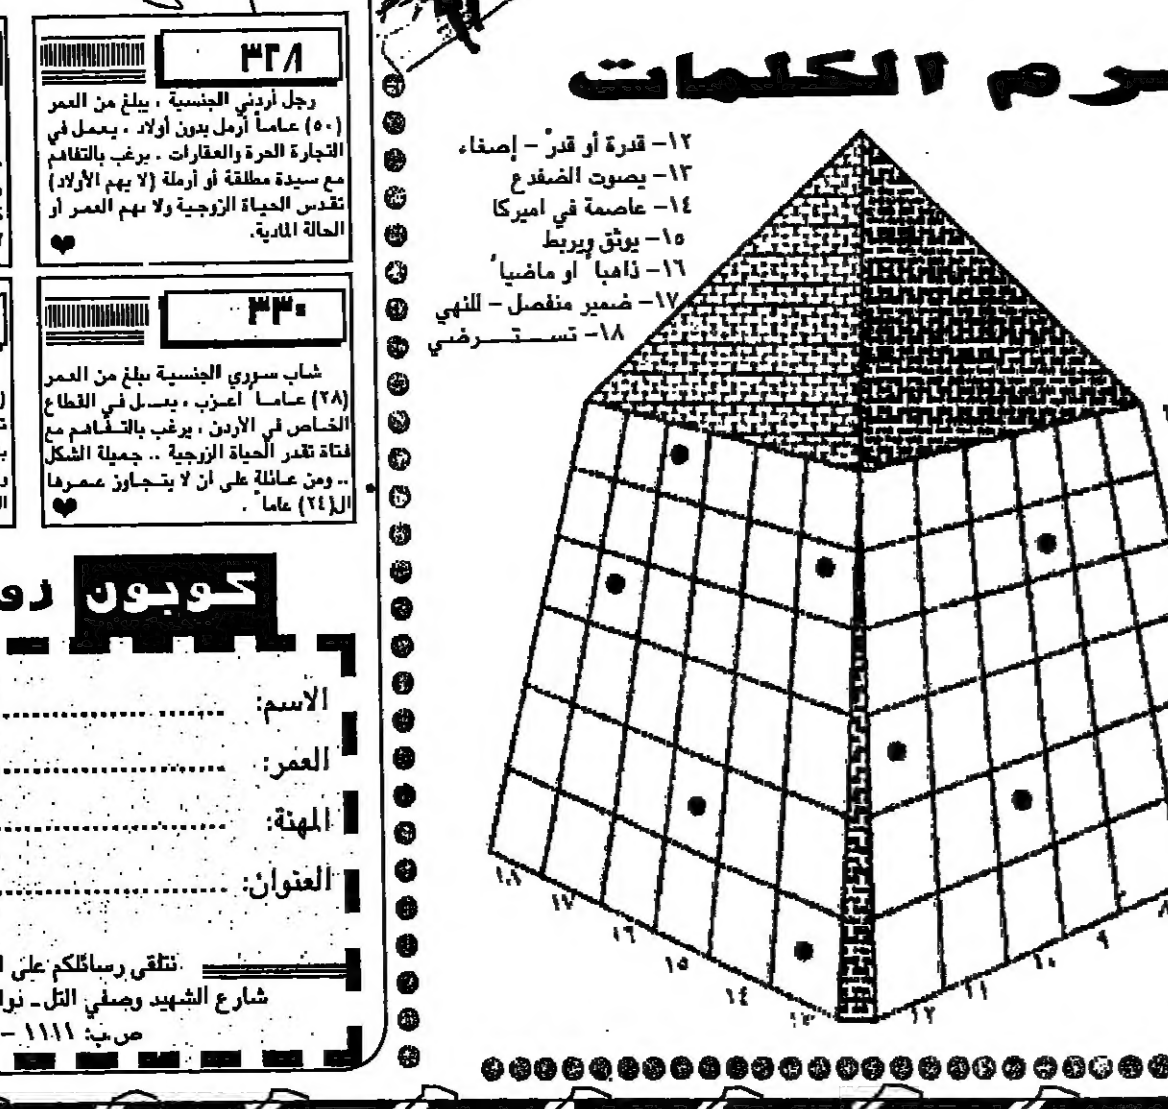 ـرم الكلمات
١٢– قدرة أو قدرْ – إصغاء
١٣– يصوت الضفدع
١٤– عاصمة في اميركا
١٥– يوثق ويربط
١٦– ذاهباً او ماضياً
١٧– ضمير منفصل – للنهي
١٨– تســـتـــــرضي
٩
١٠
١١
١٢
١٣
١٤
١٥
١٦
١٧
١٨
٣٢٨
رجل أردني الجنسية ، يبلغ من العمر
(٥٠) عاماً أرمل بدون أولاد ، يعمل في
التجارة الحرة والعقارات ، يرغب بالتفاهم
مع سيدة مطلقة أو أرملة (لا يهم الأولاد)
تقدس الحياة الزوجية ولا يهم العمر أو
الحالة المادية.
٣٣٠
شاب سوري الجنسية يبلغ من العمر
(٢٨) عاماً اعزب ، يعمل في القطاع
الخاص في الأردن ، يرغب بالتفاهم مع
فتاة تقدر الحياة الزوجية .. جميلة الشكل
.. ومن عائلة على ان لا يتجاوز عمرها
ال(٢٤) عاماً .
كوبون زو
الاسم:
العمر:
المهنة:
العنوان:
نتلقى رسائلكم على ا
شارع الشهيد وصفي التل ـ نوا
ص.ب: ١١١١ –